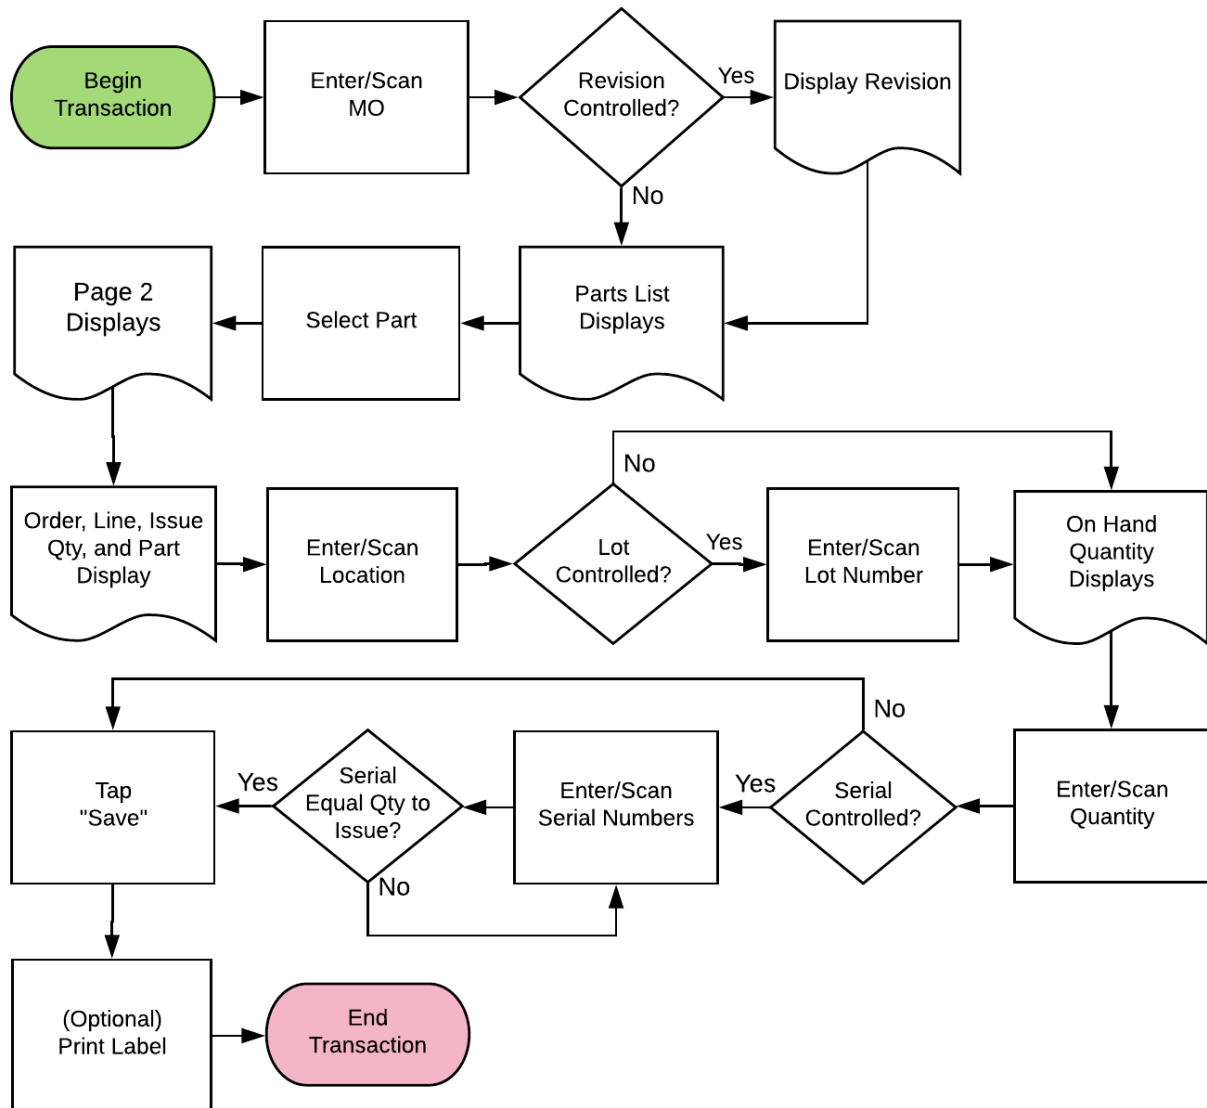 Begin
Transaction
Enter/Scan
MO
Revision
Controlled?
Yes
Display Revision
No
Page 2
Displays
Select Part
Parts List
Displays
No
Order, Line, Issue
Qty, and Part
Display
Enter/Scan
Location
Lot
Controlled?
Yes
Enter/Scan
Lot Number
On Hand
Quantity
Displays
No
Tap
"Save"
Yes
Serial
Equal Qty to
Issue?
No
Enter/Scan
Serial Numbers
Yes
Serial
Controlled?
Enter/Scan
Quantity
(Optional)
Print Label
End
Transaction